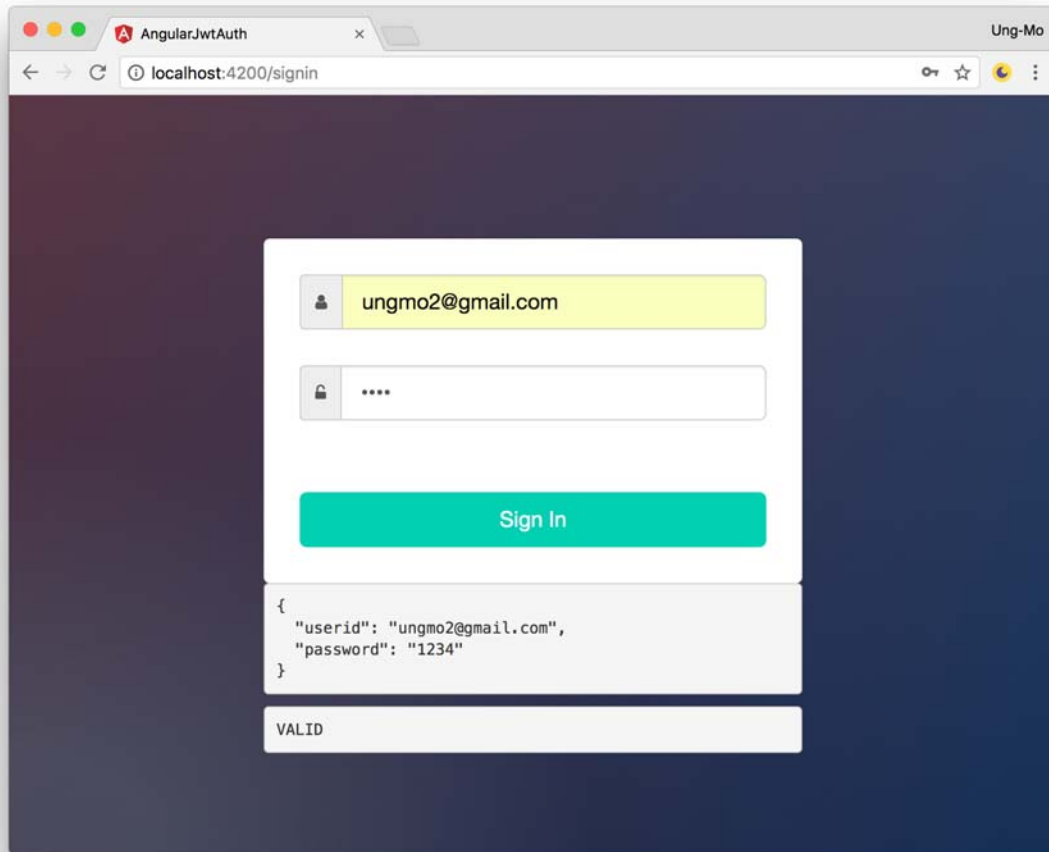 AngularJwtAuth
Ung-Mo
localhost:4200/signin
ungmo2@gmail.com
••••
Sign In
{
  "userid": "ungmo2@gmail.com",
  "password": "1234"
}
VALID